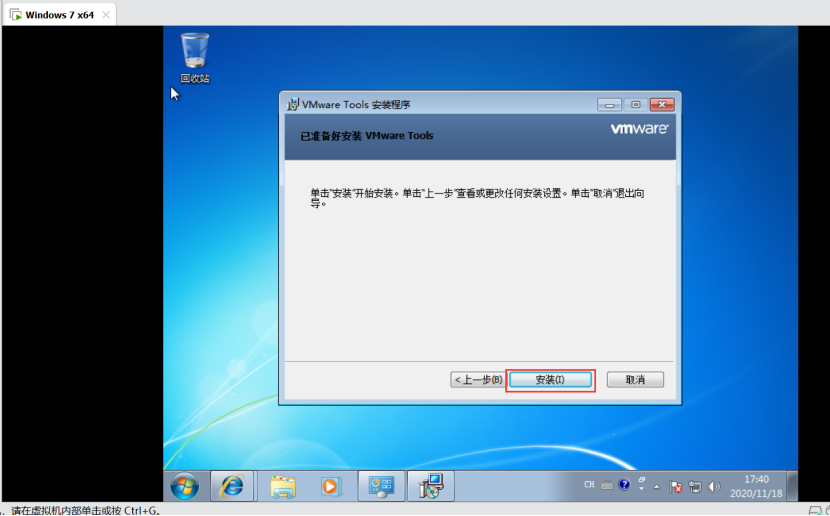 Windows 7 x64
回收站
VMware Tools 安装程序
已准备好安装 VMware Tools
vmware
单击"安装"开始安装。单击"上一步"查看或更改任何安装设置。单击"取消"退出向
导。
< 上一步(B)
安装(I)
取消
CH
17:40
2020/11/18
请在虚拟机内部单击或按 Ctrl+G。